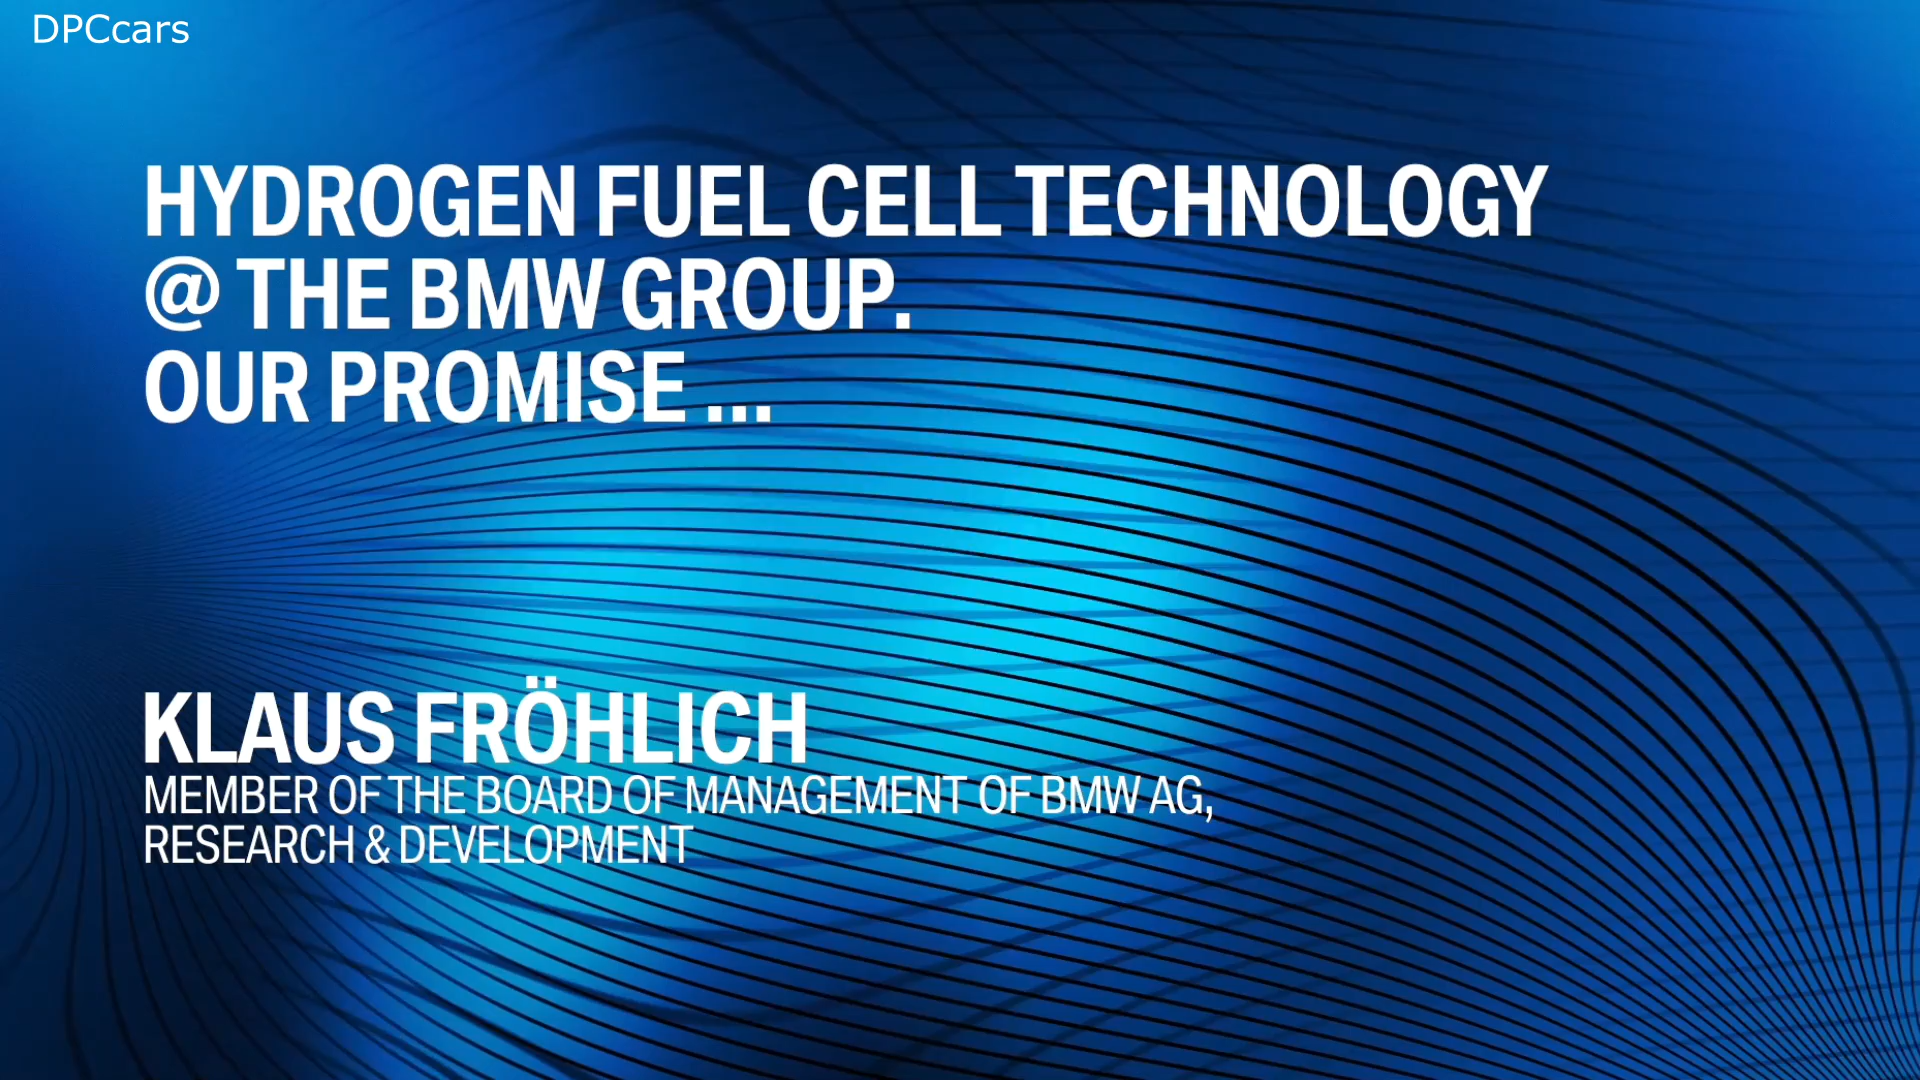 DPCcars
HYDROGEN FUEL CELL TECHNOLOGY
@ THE BMW GROUP.
OUR PROMISE ...
KLAUS FRÖHLICH
MEMBER OF THE BOARD OF MANAGEMENT OF BMW AG,
RESEARCH & DEVELOPMENT